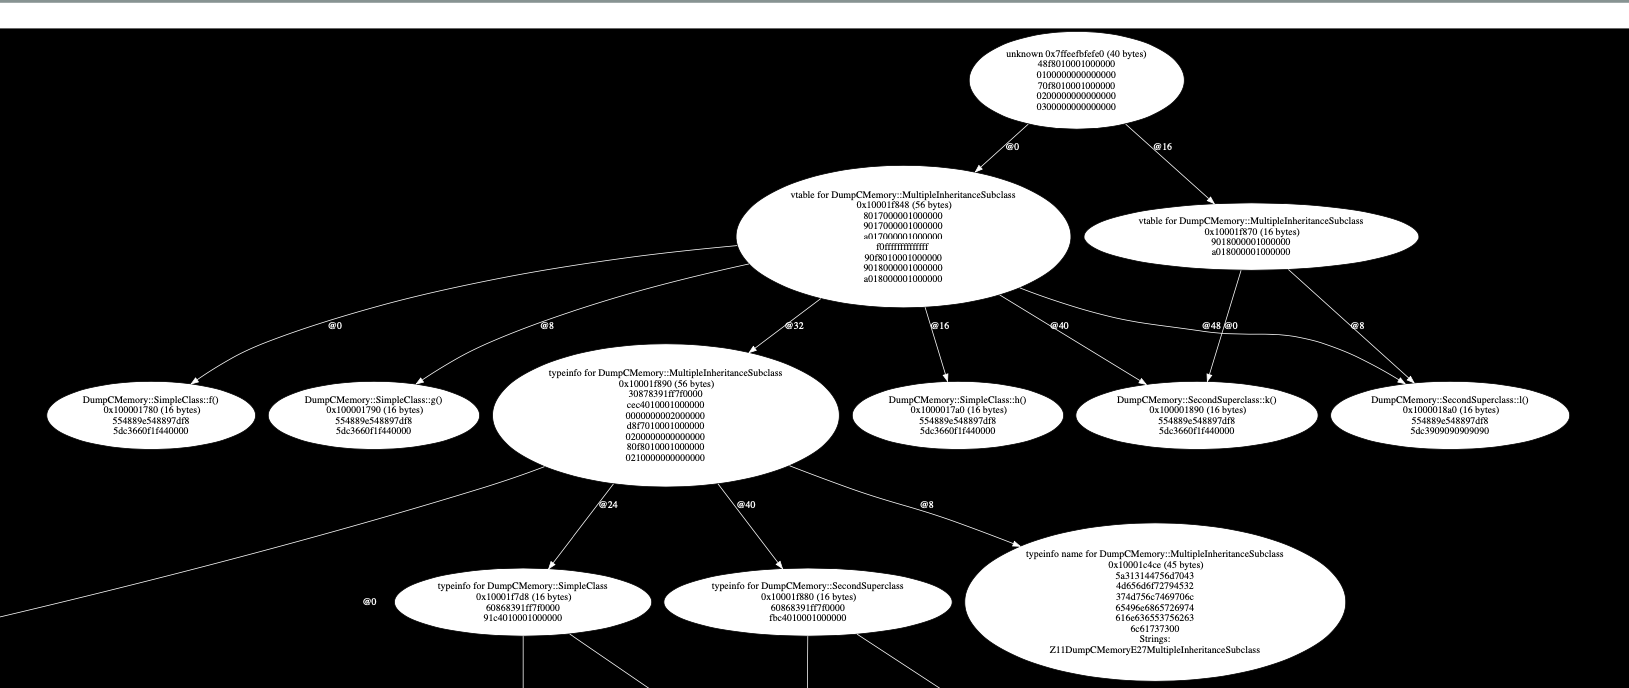 unknown 0x7ffeefbfefe0 (40 bytes)
48f8010001000000
0100000000000000
70f8010001000000
0200000000000000
0300000000000000
@0
@16
vtable for DumpCMemory::MultipleInheritanceSubclass
0x10001f848 (56 bytes)
8017000001000000
9017000001000000
a017000001000000
f0ffffffffffffff
90f8010001000000
9018000001000000
a018000001000000
vtable for DumpCMemory::MultipleInheritanceSubclass
0x10001f870 (16 bytes)
9018000001000000
a018000001000000
@0
@8
@32
@16
@40
@48
@0
@8
DumpCMemory::SimpleClass::f()
0x100001780 (16 bytes)
554889e548897df8
5dc3660f1f440000
DumpCMemory::SimpleClass::g()
0x100001790 (16 bytes)
554889e548897df8
5dc3660f1f440000
typeinfo for DumpCMemory::MultipleInheritanceSubclass
0x10001f890 (56 bytes)
30878391ff7f0000
cec4010001000000
0000000002000000
d8f7010001000000
0200000000000000
80f8010001000000
0210000000000000
DumpCMemory::SimpleClass::h()
0x1000017a0 (16 bytes)
554889e548897df8
5dc3660f1f440000
DumpCMemory::SecondSuperclass::k()
0x100001890 (16 bytes)
554889e548897df8
5dc3660f1f440000
DumpCMemory::SecondSuperclass::l()
0x1000018a0 (16 bytes)
554889e548897df8
5dc3909090909090
@24
@40
@8
@0
typeinfo for DumpCMemory::SimpleClass
0x10001f7d8 (16 bytes)
60868391ff7f0000
91c4010001000000
typeinfo for DumpCMemory::SecondSuperclass
0x10001f880 (16 bytes)
60868391ff7f0000
fbc4010001000000
typeinfo name for DumpCMemory::MultipleInheritanceSubclass
0x10001c4ce (45 bytes)
5a313144756d7043
4d656d6f72794532
374d756c7469706c
65496e6865726974
616e636553756263
6c61737300
Strings:
Z11DumpCMemoryE27MultipleInheritanceSubclass